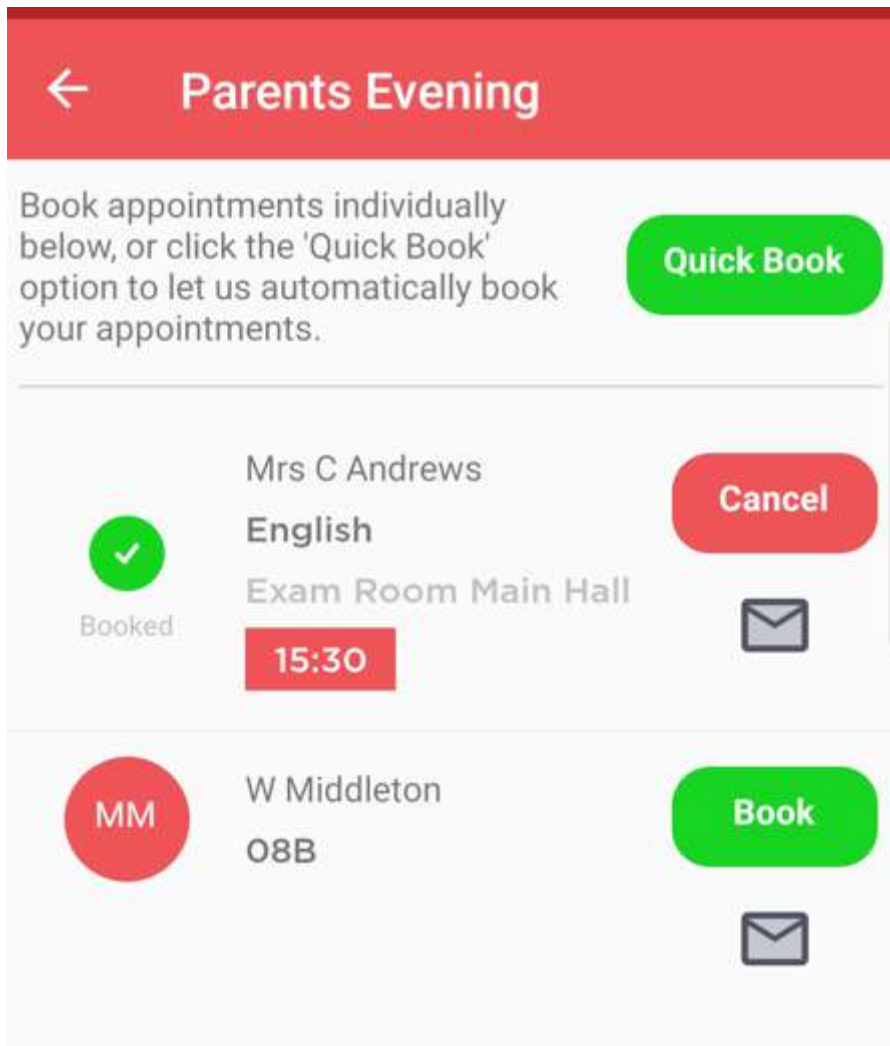 Parents Evening
Book appointments individually
below, or click the 'Quick Book'
option to let us automatically book
your appointments.
Quick Book
Mrs C Andrews
English
Exam Room Main Hall
15:30
Booked
Cancel
MM
W Middleton
08B
Book